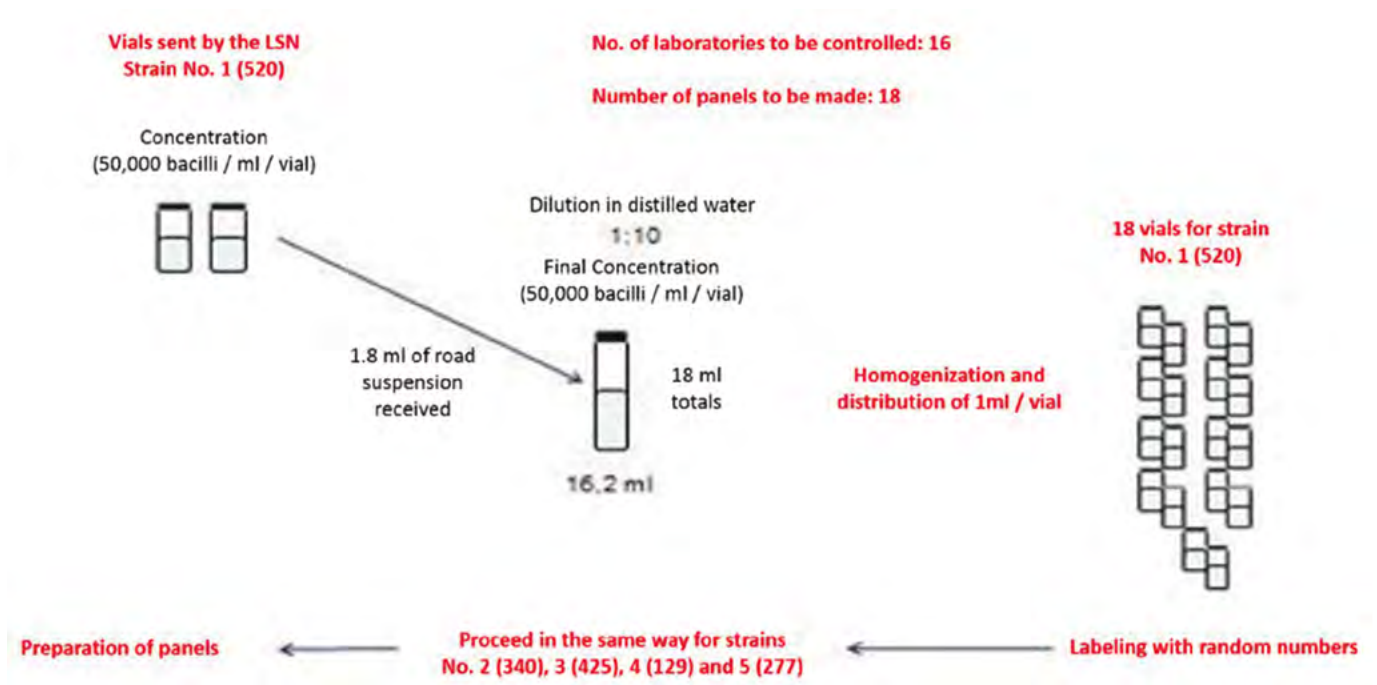 Vials sent by the LSN
Strain No. 1 (520)
No. of laboratories to be controlled: 16
Number of panels to be made: 18
Concentration
(50,000 bacilli / ml / vial)
Dilution in distilled water
1:10
Final Concentration
(50,000 bacilli / ml / vial)
18 vials for strain
No. 1 (520)
1.8 ml of road
suspension
received
18 ml
totals
Homogenization and
distribution of 1ml / vial
16,2 ml
Preparation of panels
Proceed in the same way for strains
No. 2 (340), 3 (425), 4 (129) and 5 (277)
Labeling with random numbers